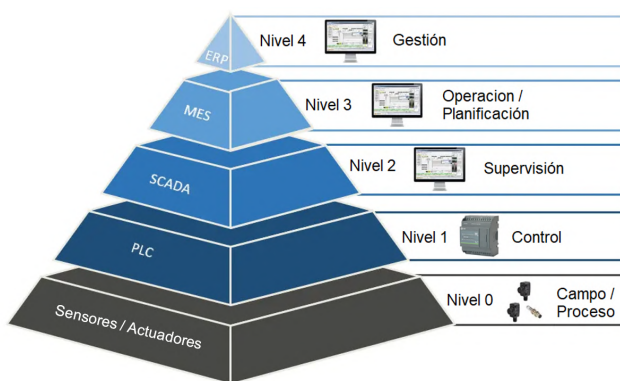 ERP
Nivel 4
Gestión
MES
Nivel 3
Operacion /
Planificación
SCADA
Nivel 2
Supervisión
PLC
Nivel 1
Control
Sensores / Actuadores
Nivel 0
Campo /
Proceso